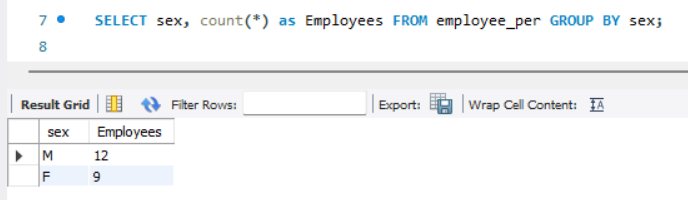 7 SELECT sex, count(*) as Employees FROM employee_per GROUP BY sex;
8
Result Grid Filter Rows: Export: Wrap Cell Content: IA
sex Employees
M 12
F 9